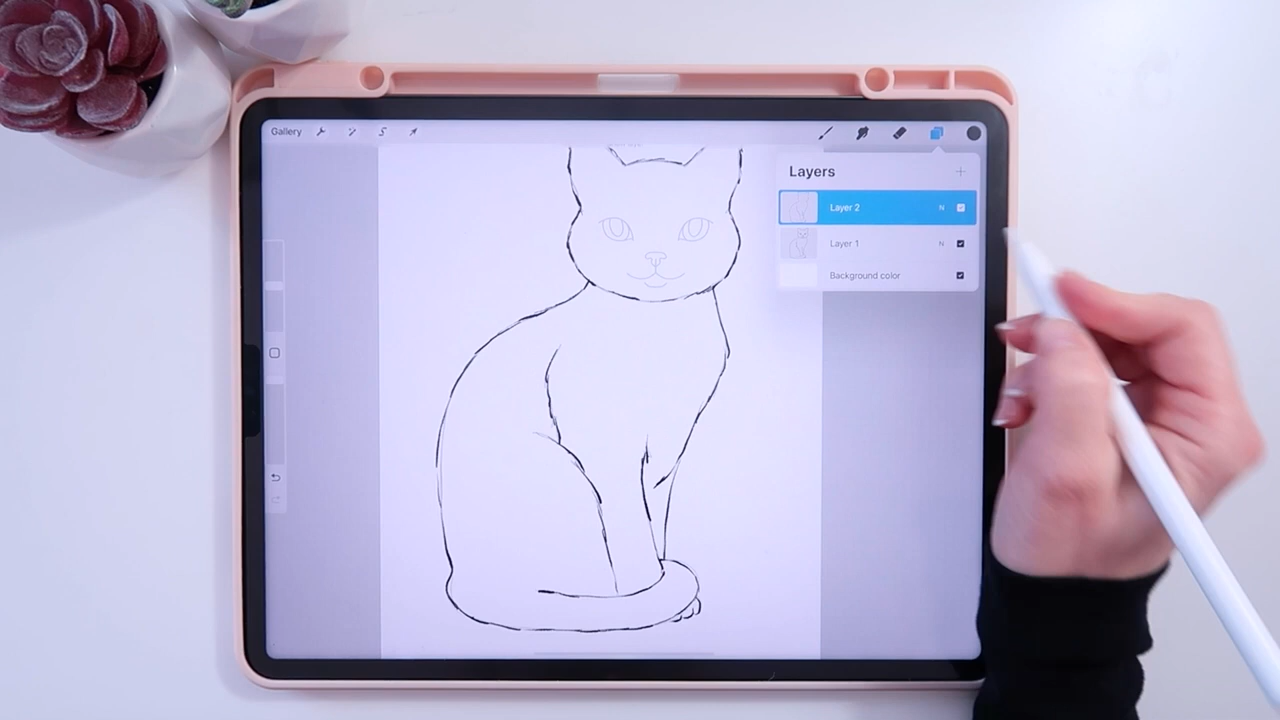 Gallery
Layers
Layer 2 N
Layer 1 N
Background color